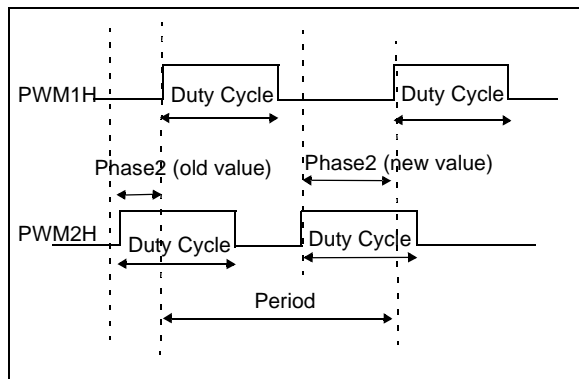 PWM1H
Duty Cycle
Duty Cycle
Phase2 (old value)
Phase2 (new value)
PWM2H
Duty Cycle
Duty Cycle
Period